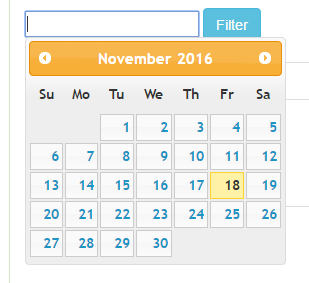 Filter
November 2016
Su Mo Tu We Th Fr Sa
1 2 3 4 5
6 7 8 9 10 11 12
13 14 15 16 17 18 19
20 21 22 23 24 25 26
27 28 29 30